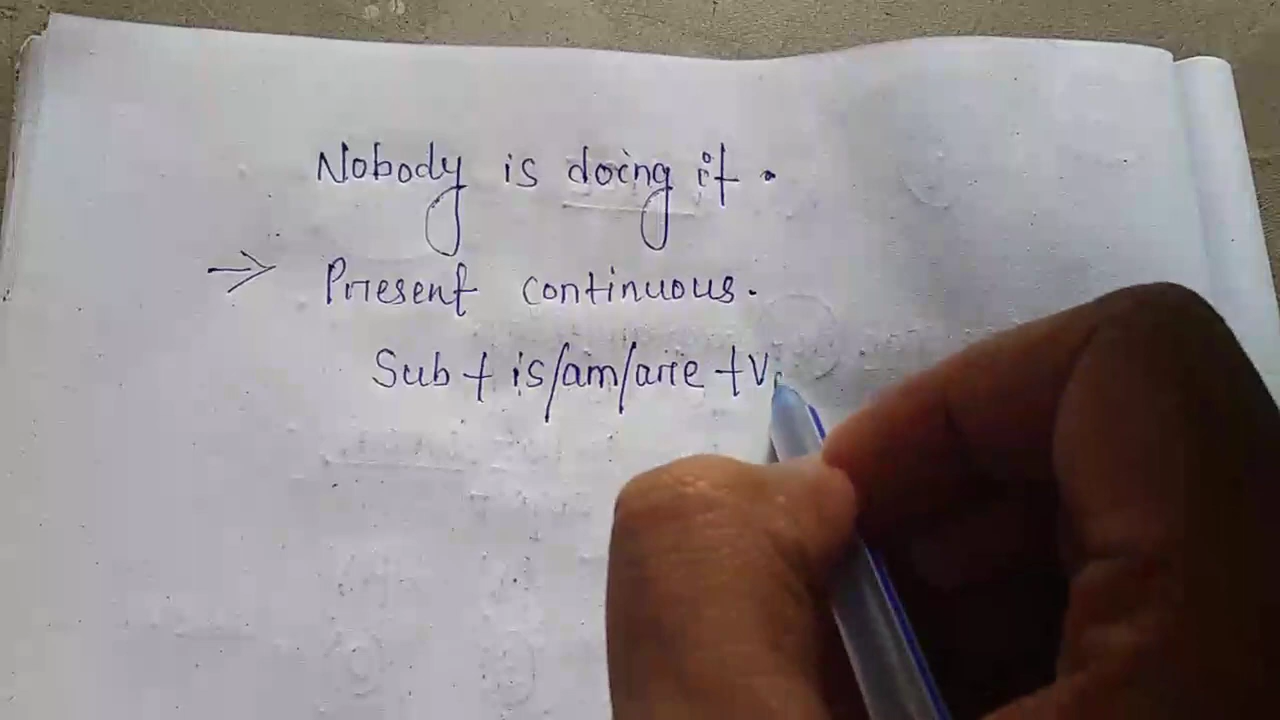 Nobody is doing it.
→ Present continuous.
Sub + is/am/are + V